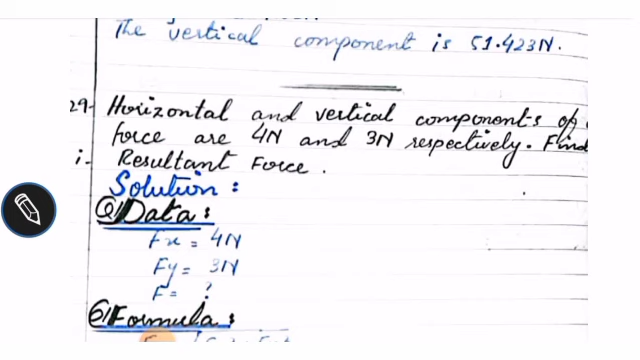 The vertical component is 51.423N.
29- Horizontal and vertical components of
force are 4N and 3N respectively. Find
i- Resultant Force.
Solution:
a) Data:
Fx = 4N
Fy = 3N
F = ?
b) Formula: